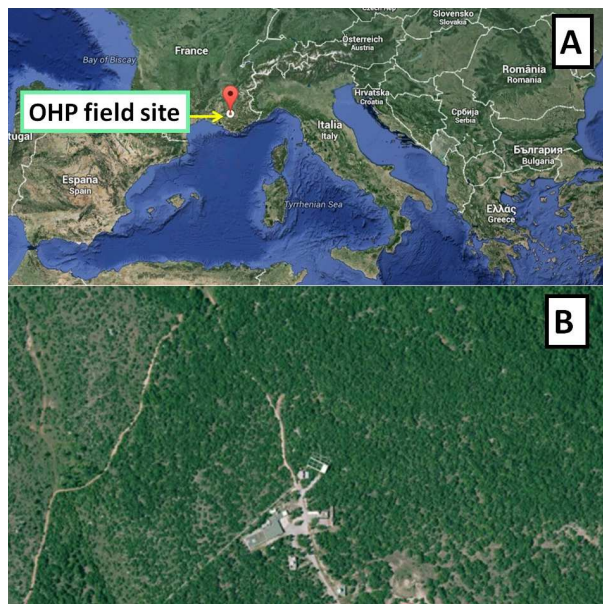 Slovensko
Slovakia
A
Österreich
Austria
France
Bay of Biscay
România
Romania
Hrvatska
Croatia
OHP field site
Србија
Serbia
Italia
Italy
България
Bulgaria
tugal
España
Spain
Tyrrhenian Sea
Ελλάς
Greece
B